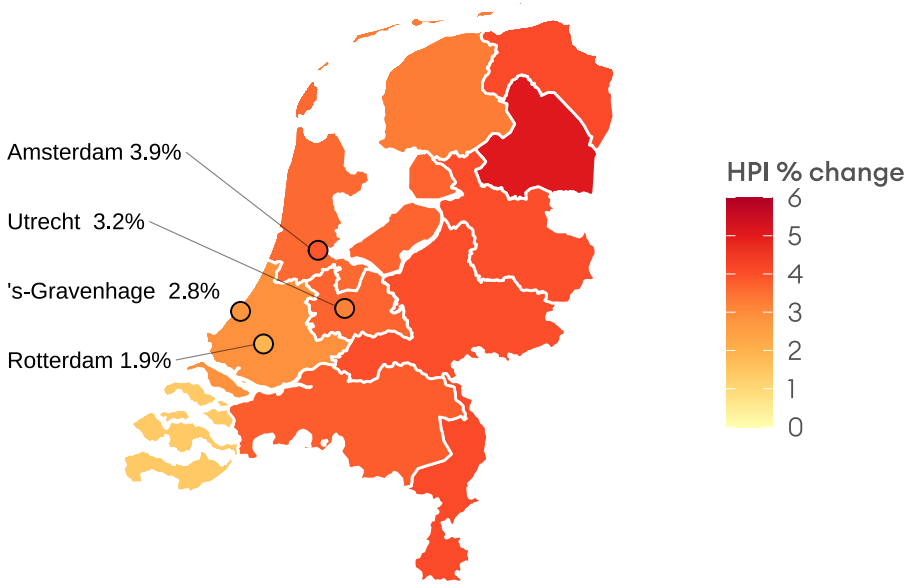 Amsterdam 3.9%
Utrecht 3.2%
's-Gravenhage 2.8%
Rotterdam 1.9%
HPI % change
6
5
4
3
2
1
0